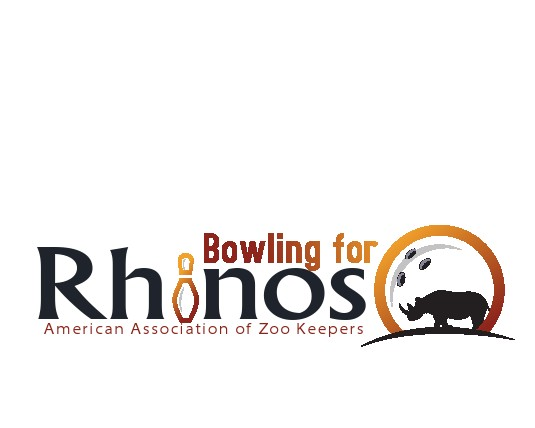 Bowling for
Rhinos
American Association of Zoo Keepers